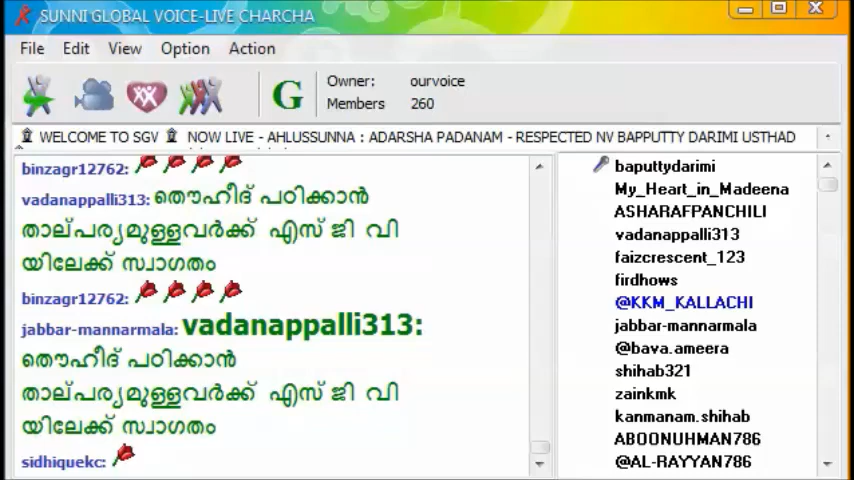 SUNNI GLOBAL VOICE-LIVE CHARCHA
File Edit View Option Action
G
Owner: ourvoice
Members 260
WELCOME TO SGV NOW LIVE - AHLUSSUNNA : ADARSHA PADANAM - RESPECTED NV BAPPUTTY DARIMI USTHAD
binzagr12762:
vadanappalli313: തൌഹീദ് പഠിക്കാൻ
താല്പര്യമുള്ളവർക്ക് എസ് ജി വി
യിലേക്ക് സ്വാഗതം
binzagr12762:
jabbar-mannarmala: vadanappalli313:
തൌഹീദ് പഠിക്കാൻ
താല്പര്യമുള്ളവർക്ക് എസ് ജി വി
യിലേക്ക് സ്വാഗതം
sidhiquekc:
baputtydarimi
My_Heart_in_Madeena
ASHARAFPANCHILI
vadanappalli313
faizcrescent_123
firdhows
@KKM_KALLACHI
jabbar-mannarmala
@bava.ameera
shihab321
zainkmk
kanmanam.shihab
ABOONUHMAN786
@AL-RAYYAN786